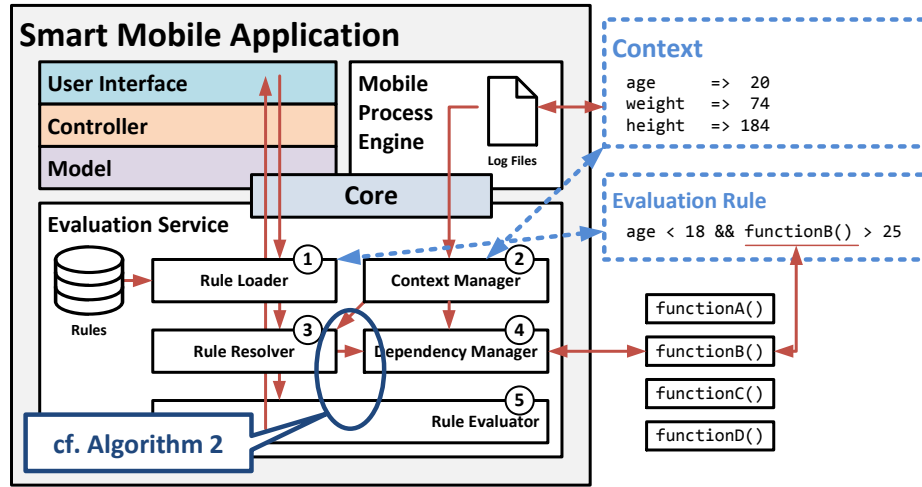 Smart Mobile Application
User Interface
Controller
Model
Mobile
Process
Engine
Log Files
Core
Context
age => 20
weight => 74
height => 184
Evaluation Rule
age < 18 && functionB() > 25
Evaluation Service
Rules
1
Rule Loader
2
Context Manager
3
Rule Resolver
4
Dependency Manager
5
Rule Evaluator
cf. Algorithm 2
functionA()
functionB()
functionC()
functionD()